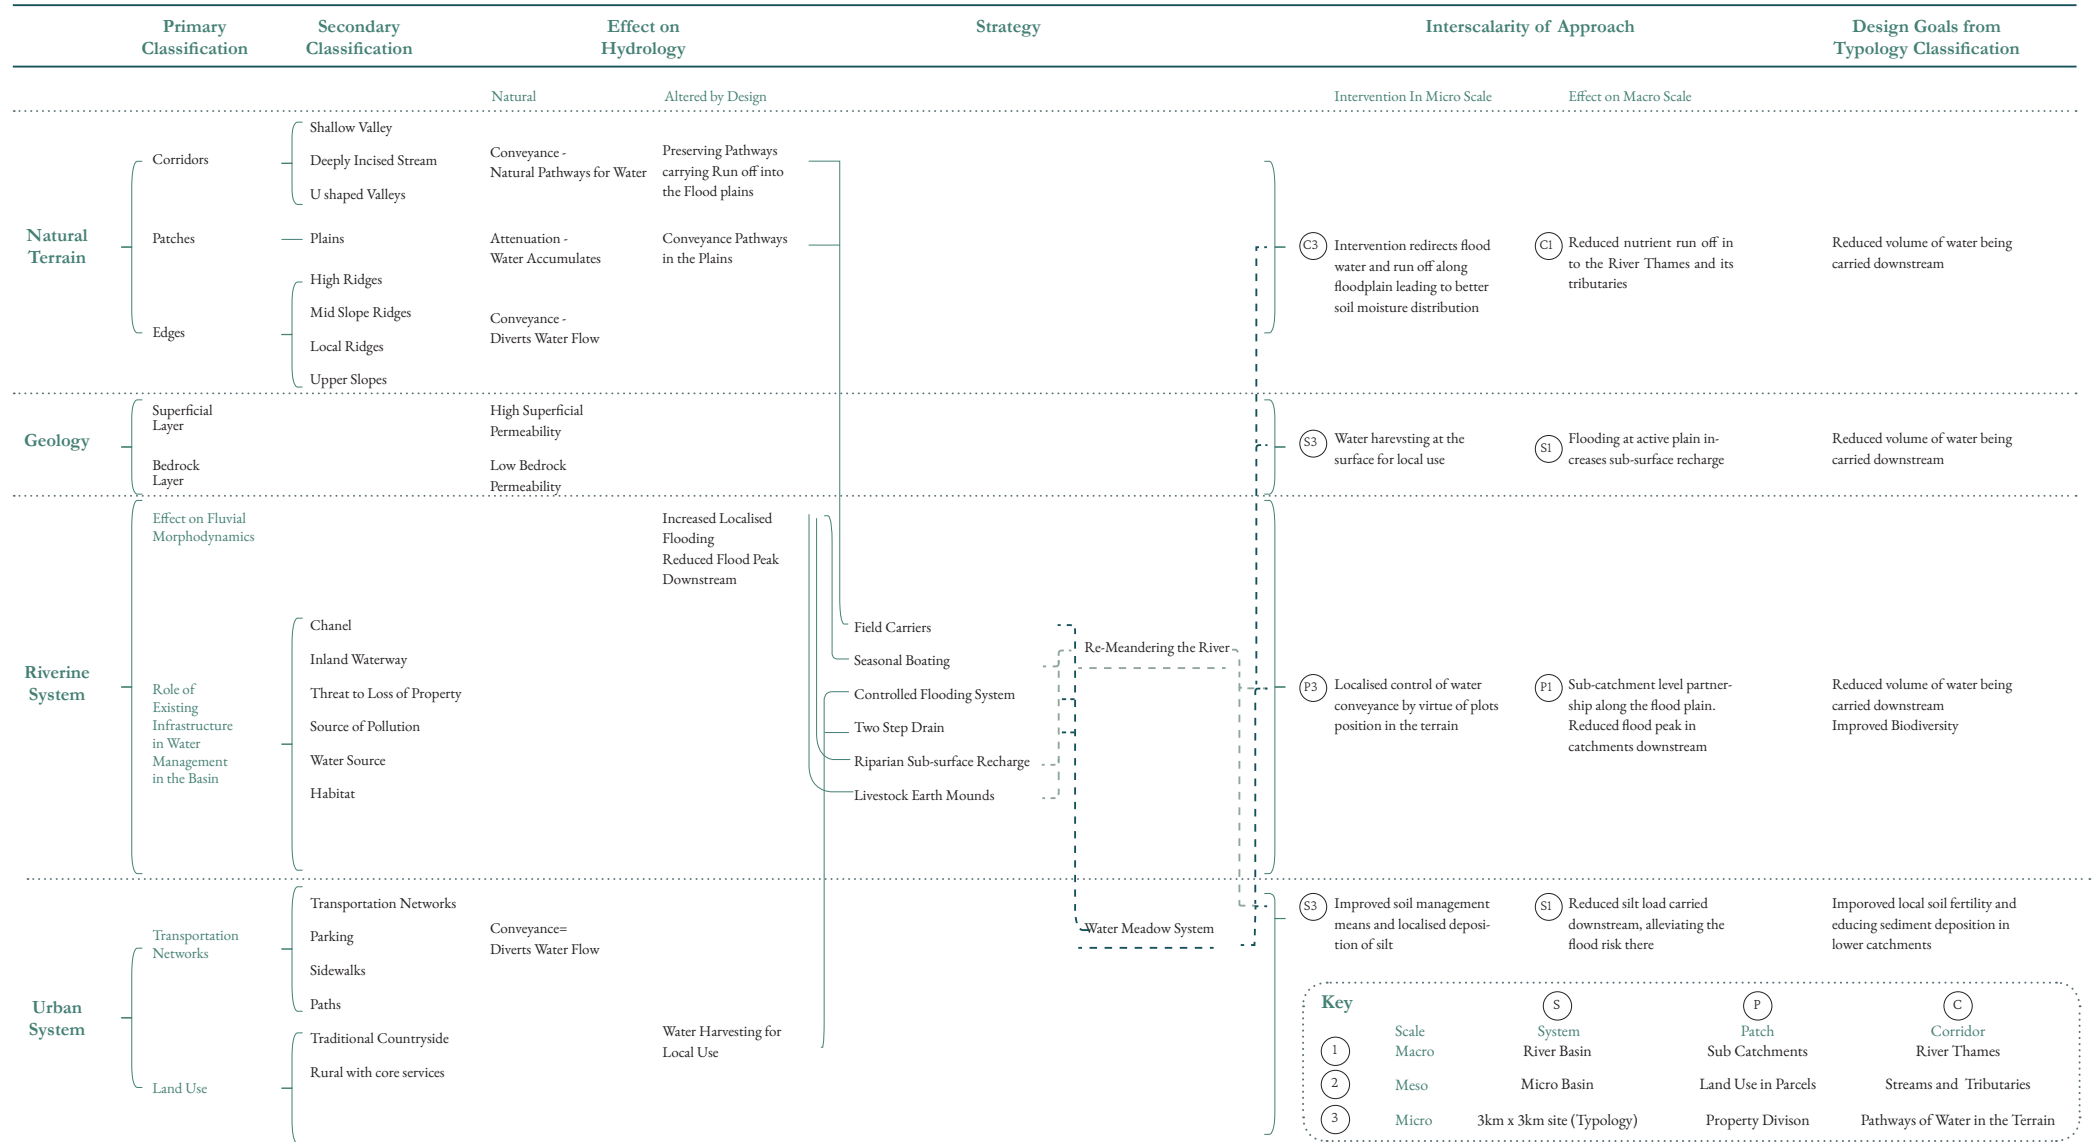 Primary
Classification
Secondary
Classification
Effect on
Hydrology
Strategy
Interscalarity of Approach
Design Goals from
Typology Classification
Natural
Altered by Design
Intervention In Micro Scale
Effect on Macro Scale
Natural
Terrain
Corridors
Shallow Valley
Deeply Incised Stream
U shaped Valleys
Conveyance -
Natural Pathways for Water
Preserving Pathways
carrying Run off into
the Flood plains
Patches
Plains
Attenuation -
Water Accumulates
Conveyance Pathways
in the Plains
Edges
High Ridges
Mid Slope Ridges
Local Ridges
Upper Slopes
Conveyance -
Diverts Water Flow
C3
Intervention redirects flood
water and run off along
floodplain leading to better
soil moisture distribution
C1
Reduced nutrient run off in
to the River Thames and its
tributaries
Reduced volume of water being
carried downstream
Geology
Superficial
Layer
Bedrock
Layer
High Superficial
Permeability
Low Bedrock
Permeability
S3
Water harevsting at the
surface for local use
S1
Flooding at active plain in-
creases sub-surface recharge
Reduced volume of water being
carried downstream
Riverine
System
Effect on Fluvial
Morphodynamics
Increased Localised
Flooding
Reduced Flood Peak
Downstream
Role of
Existing
Infrastructure
in Water
Management
in the Basin
Chanel
Inland Waterway
Threat to Loss of Property
Source of Pollution
Water Source
Habitat
Field Carriers
Seasonal Boating
Controlled Flooding System
Two Step Drain
Riparian Sub-surface Recharge
Livestock Earth Mounds
Re-Meandering the River
P3
Localised control of water
conveyance by virtue of plots
position in the terrain
P1
Sub-catchment level partner-
ship along the flood plain.
Reduced flood peak in
catchments downstream
Reduced volume of water being
carried downstream
Improved Biodiversity
Urban
System
Transportation
Networks
Transportation Networks
Parking
Sidewalks
Paths
Conveyance=
Diverts Water Flow
Water Meadow System
S3
Improved soil management
means and localised deposi-
tion of silt
S1
Reduced silt load carried
downstream, alleviating the
flood risk there
Imporoved local soil fertility and
educing sediment deposition in
lower catchments
Land Use
Traditional Countryside
Rural with core services
Water Harvesting for
Local Use
Key
S
P
C
Scale
System
Patch
Corridor
1
Macro
River Basin
Sub Catchments
River Thames
2
Meso
Micro Basin
Land Use in Parcels
Streams and Tributaries
3
Micro
3km x 3km site (Typology)
Property Divison
Pathways of Water in the Terrain